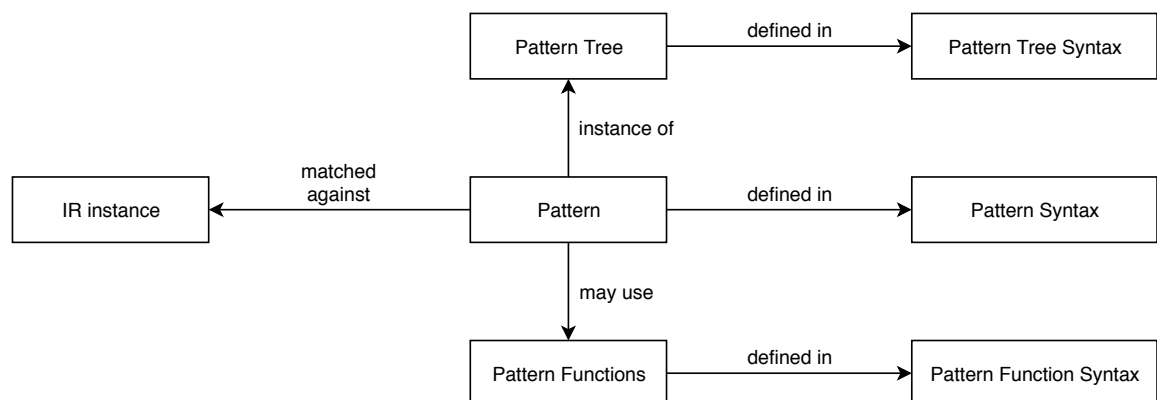 Pattern Tree
defined in
Pattern Tree Syntax
instance of
IR instance
matched
against
Pattern
defined in
Pattern Syntax
may use
Pattern Functions
defined in
Pattern Function Syntax